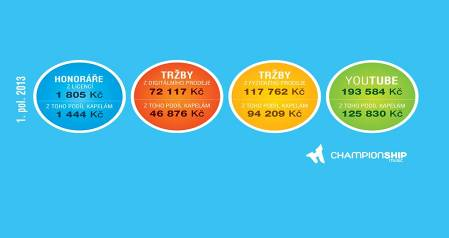 1. pol. 2013
HONORÁŘE
Z LICENCÍ
1 805 Kč
Z TOHO PODÍL KAPELÁM
1 444 Kč
TRŽBY
Z DIGITÁLNÍHO PRODEJE
72 117 Kč
Z TOHO PODÍL KAPELÁM
46 876 Kč
TRŽBY
Z FYZICKÉHO PRODEJE
117 762 Kč
Z TOHO PODÍL KAPELÁM
94 209 Kč
YOUTUBE
193 584 Kč
Z TOHO PODÍL KAPELÁM
125 830 Kč
CHAMPIONSHIP
music